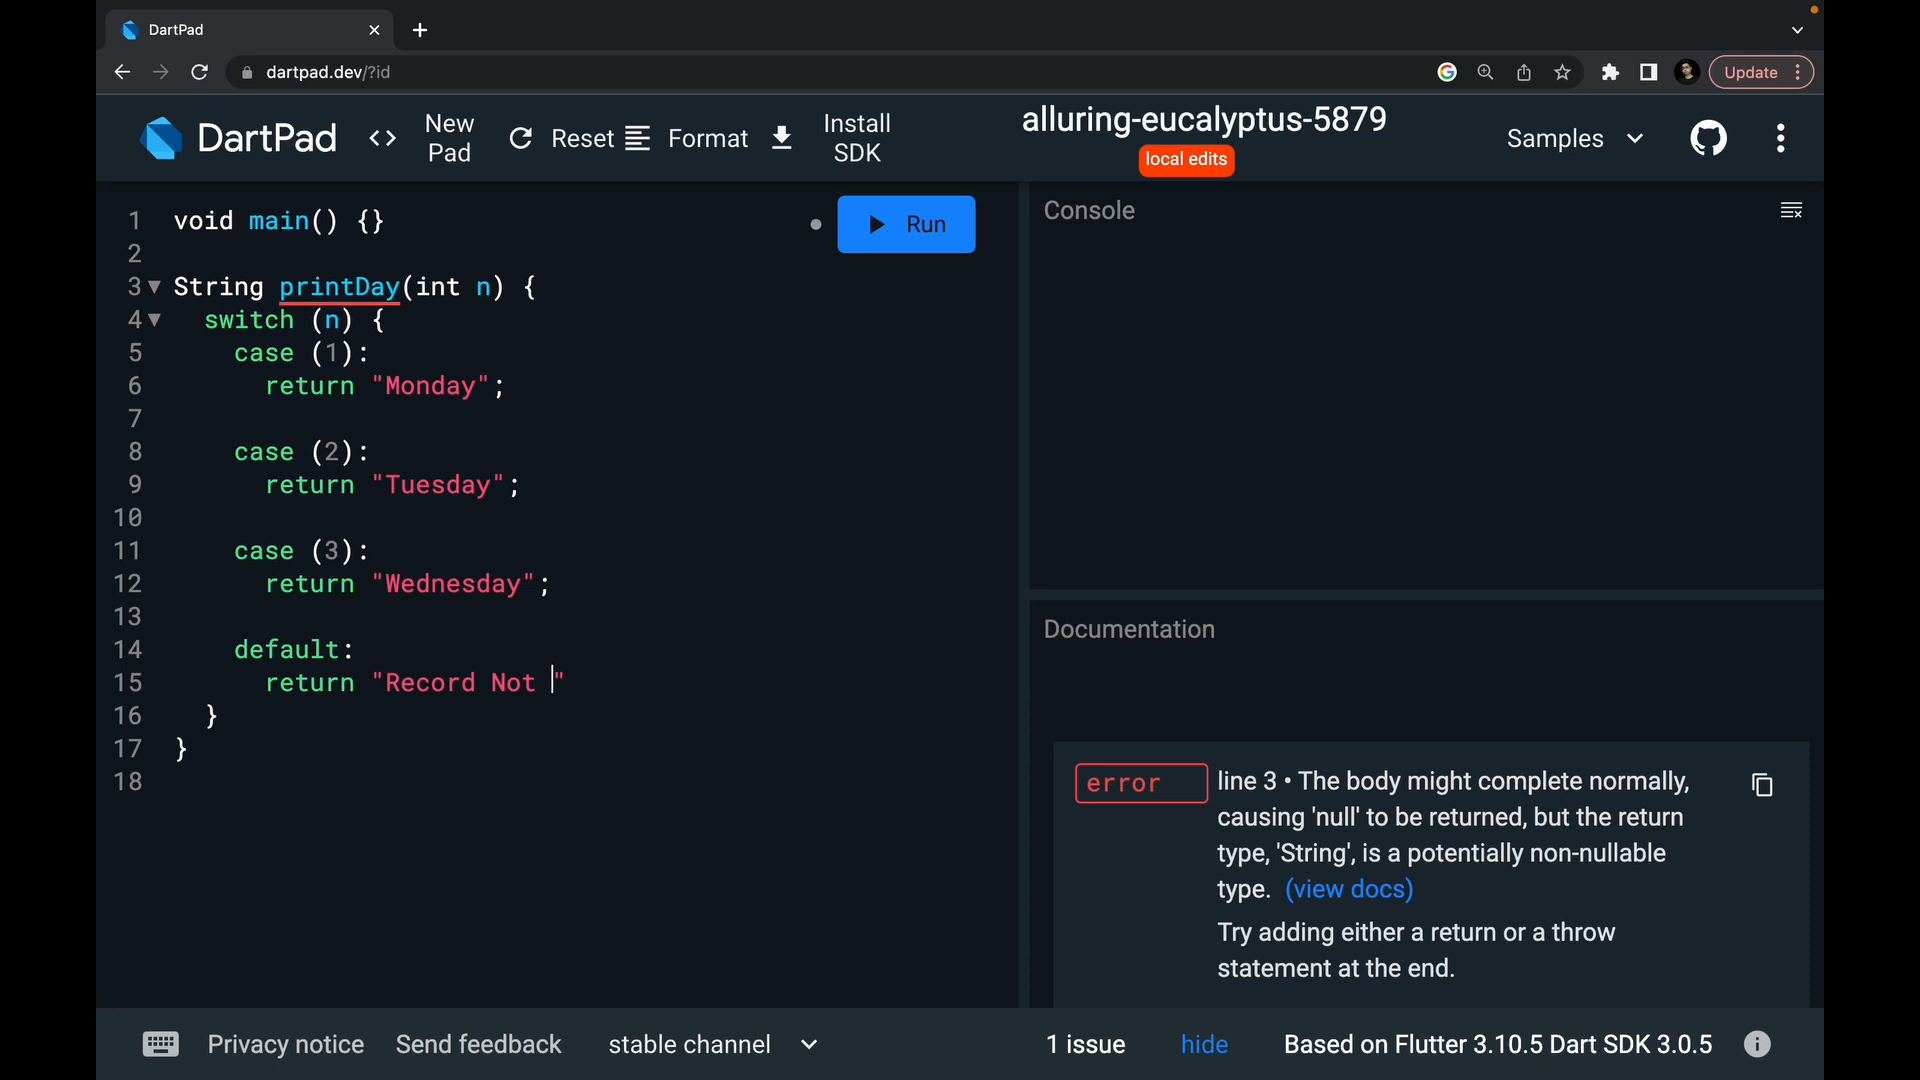 DartPad
dartpad.dev/?id
Update
DartPad
<> New Pad
Reset
Format
Install SDK
alluring-eucalyptus-5879
local edits
Samples
Run
1 void main() {}
2
3 String printDay(int n) {
4 switch (n) {
5 case (1):
6 return "Monday";
7
8 case (2):
9 return "Tuesday";
10
11 case (3):
12 return "Wednesday";
13
14 default:
15 return "Record Not "
16 }
17 }
18
Console
Documentation
error
line 3 • The body might complete normally,
causing 'null' to be returned, but the return
type, 'String', is a potentially non-nullable
type. (view docs)
Try adding either a return or a throw
statement at the end.
Privacy notice
Send feedback
stable channel
1 issue
hide
Based on Flutter 3.10.5 Dart SDK 3.0.5